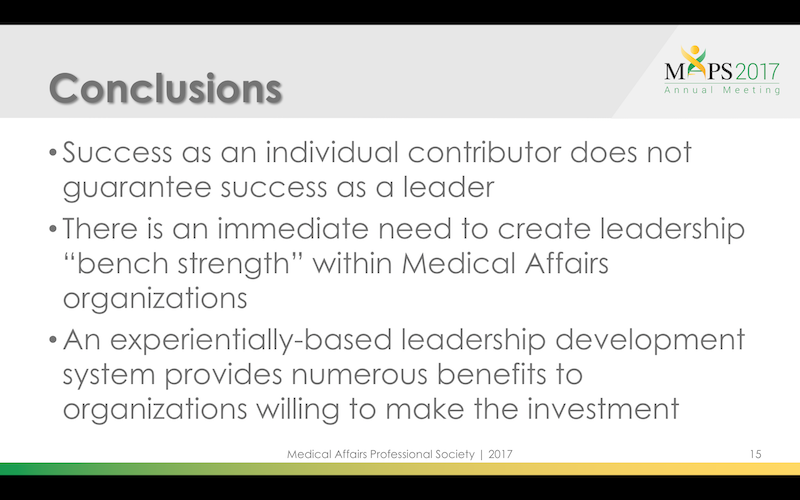 Conclusions
MAPS 2017
Annual Meeting
• Success as an individual contributor does not
guarantee success as a leader
• There is an immediate need to create leadership
“bench strength” within Medical Affairs
organizations
• An experientially-based leadership development
system provides numerous benefits to
organizations willing to make the investment
Medical Affairs Professional Society | 2017
15